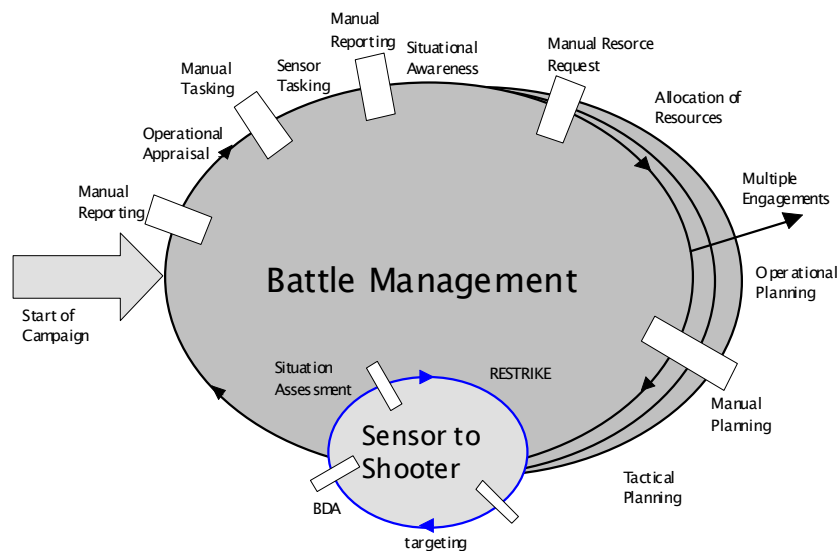 Manual
Reporting
Situational
Awareness
Manual Resorce
Request
Sensor
Tasking
Manual
Tasking
Allocation of
Resources
Operational
Appraisal
Multiple
Engagements
Manual
Reporting
Battle Management
Operational
Planning
Start of
Campaign
Situation
Assessment
RESTRIKE
Manual
Planning
Sensor to
Shooter
Tactical
Planning
BDA
targeting